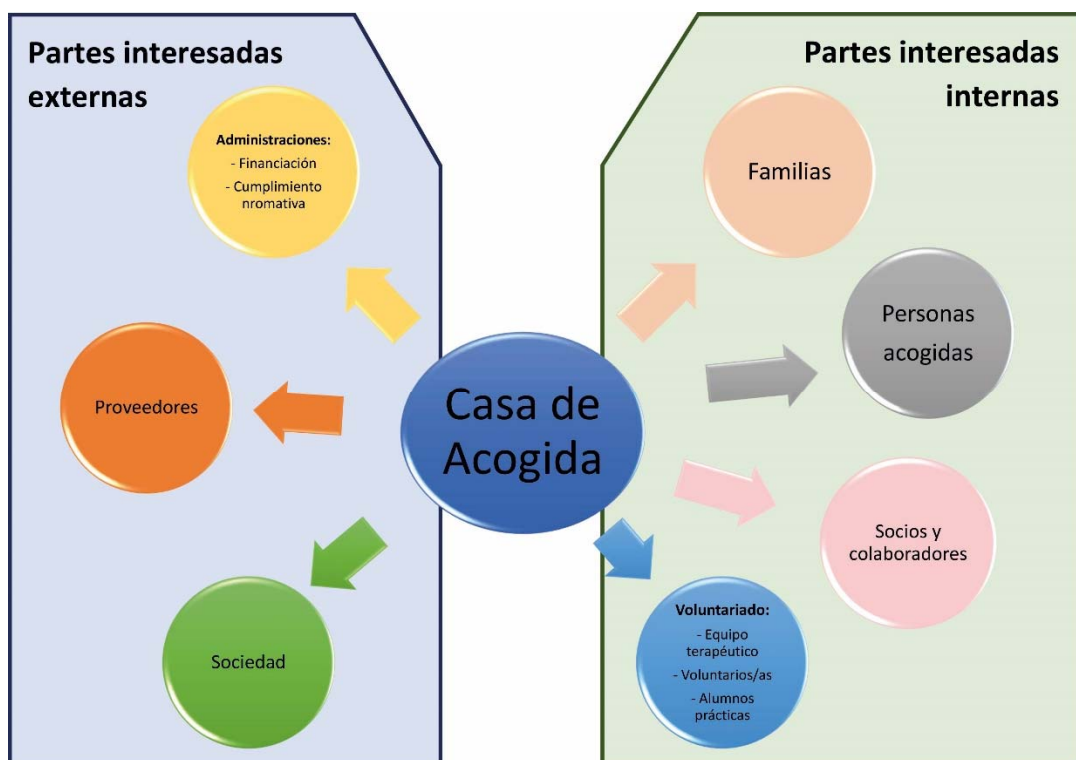 Partes interesadas
externas
Administraciones:
- Financiación
- Cumplimiento
nromativa
Proveedores
Sociedad
Casa de
Acogida
Partes interesadas
internas
Familias
Personas
acogidas
Socios y
colaboradores
Voluntariado:
- Equipo
terapéutico
- Voluntarios/as
- Alumnos
prácticas